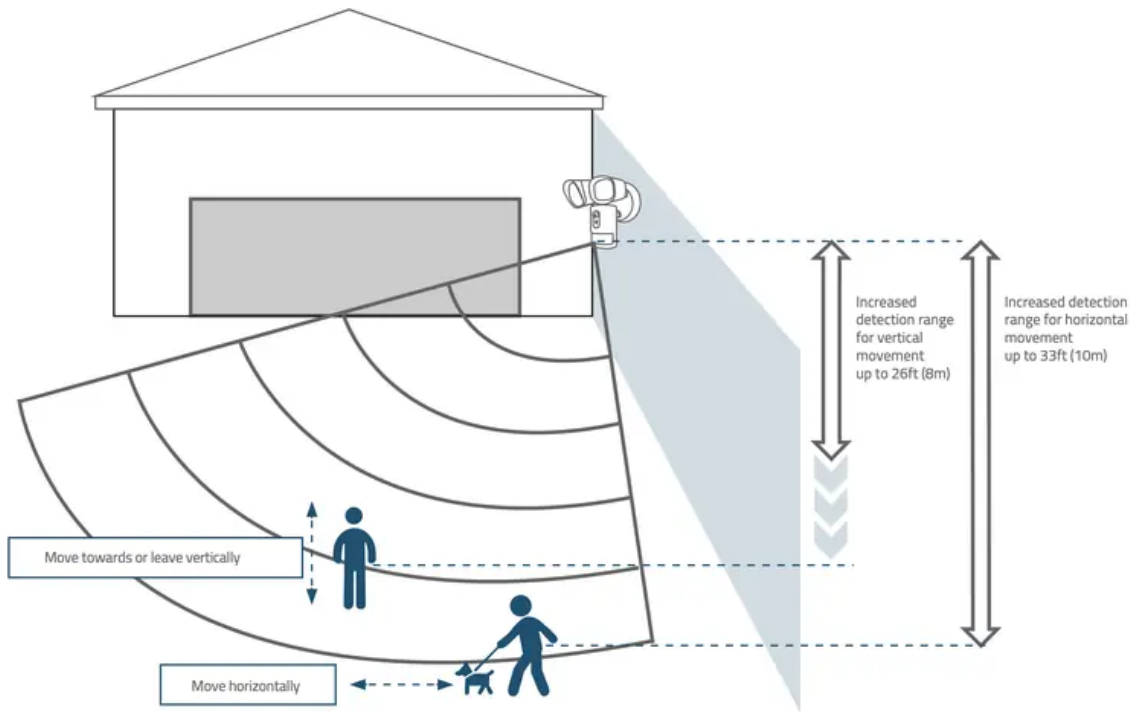 Increased
detection range
for vertical
movement
up to 26ft (8m)
Increased detection
range for horizontal
movement
up to 33ft (10m)
Move towards or leave vertically
Move horizontally